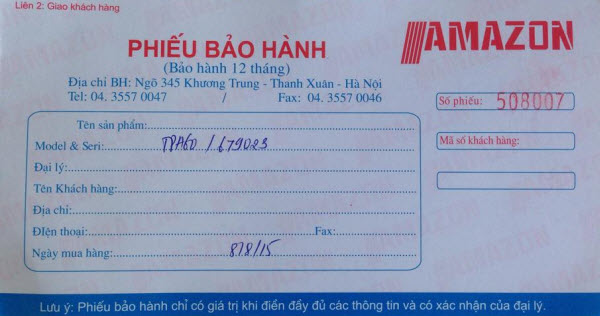 Liên 2: Giao khách hàng
AMAZON
PHIẾU BẢO HÀNH
(Bảo hành 12 tháng)
Địa chỉ BH: Ngõ 345 Khương Trung - Thanh Xuân - Hà Nội
Tel: 04. 3557 0047 / Fax: 04. 3557 0046
Số phiếu: 508007
Tên sản phẩm:
Model & Seri: TPA60 / 679023
Mã số khách hàng:
Đại lý:
Tên Khách hàng:
Địa chỉ:
Điện thoại: Fax:
Ngày mua hàng: 8/8/15
Lưu ý: Phiếu bảo hành chỉ có giá trị khi điền đầy đủ các thông tin và có xác nhận của đại lý.